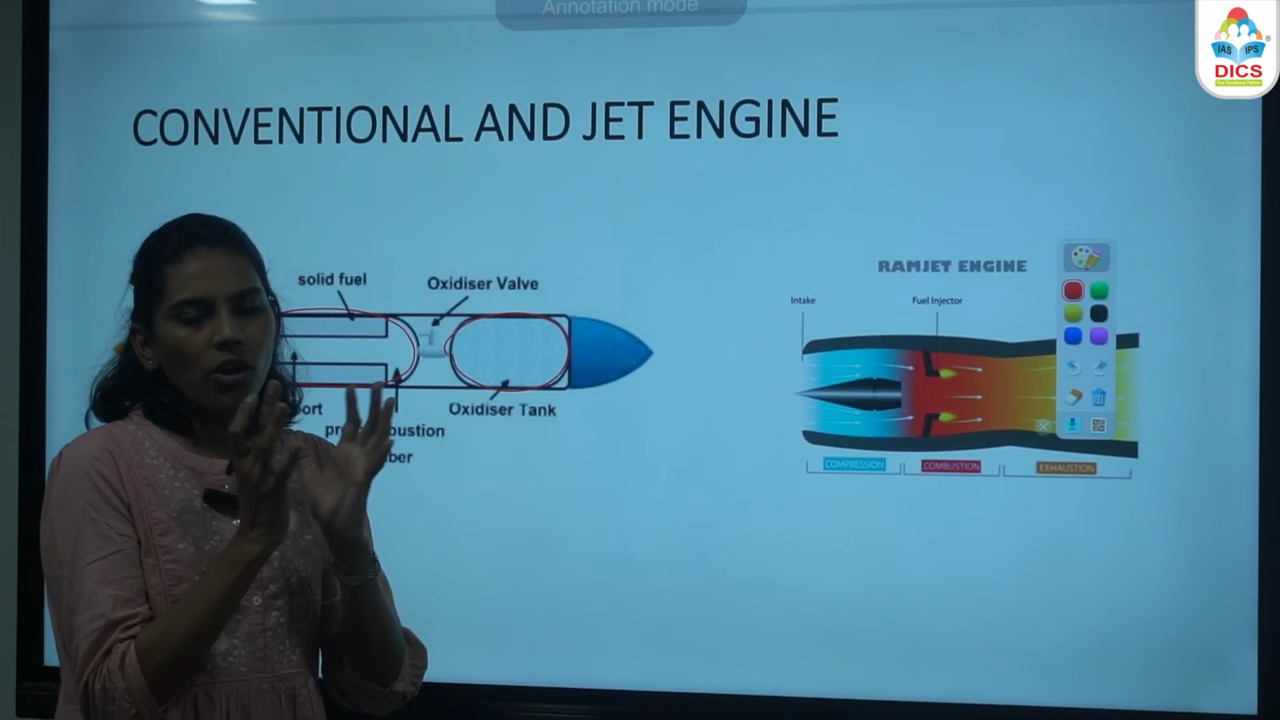 Annotation mode
IAS IPS
DICS
CONVENTIONAL AND JET ENGINE
solid fuel
Oxidiser Valve
Oxidiser Tank
RAMJET ENGINE
Intake
Fuel Injector
COMPRESSION
COMBUSTION
EXHAUSTION